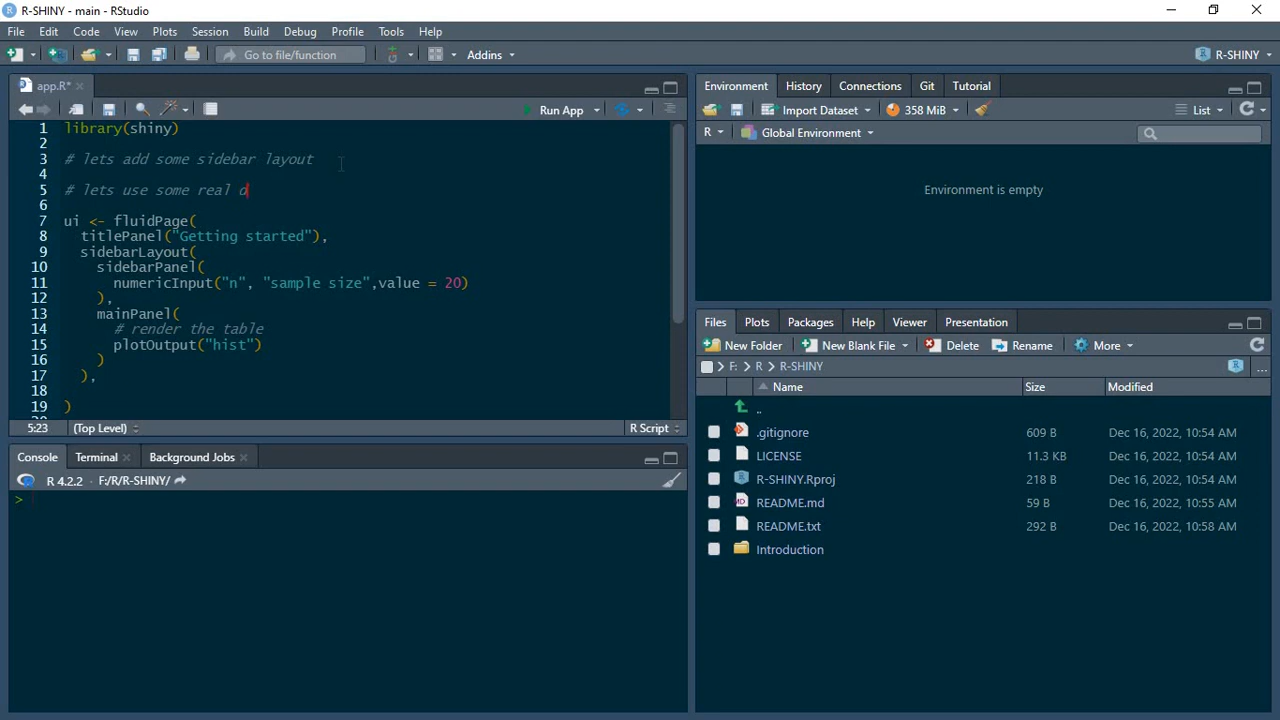 R-SHINY - main - RStudio
File Edit Code View Plots Session Build Debug Profile Tools Help
Go to file/function Addins R-SHINY
app.R*
Run App
1 library(shiny)
2
3 # lets add some sidebar layout
4
5 # lets use some real d
6
7 ui <- fluidPage(
8 titlePanel("Getting started"),
9 sidebarLayout(
10 sidebarPanel(
11 numericInput("n", "sample size",value = 20)
12 ),
13 mainPanel(
14 # render the table
15 plotOutput("hist")
16 )
17 ),
18
19 )
5:23 (Top Level) R Script
Console Terminal Background Jobs
R 4.2.2 · F:/R/R-SHINY/
>
Environment History Connections Git Tutorial
Import Dataset 358 MiB List
R Global Environment
Environment is empty
Files Plots Packages Help Viewer Presentation
New Folder New Blank File Delete Rename More
F: R R-SHINY ...
Name Size Modified
..
.gitignore 609 B Dec 16, 2022, 10:54 AM
LICENSE 11.3 KB Dec 16, 2022, 10:54 AM
R-SHINY.Rproj 218 B Dec 16, 2022, 10:54 AM
README.md 59 B Dec 16, 2022, 10:55 AM
README.txt 292 B Dec 16, 2022, 10:58 AM
Introduction